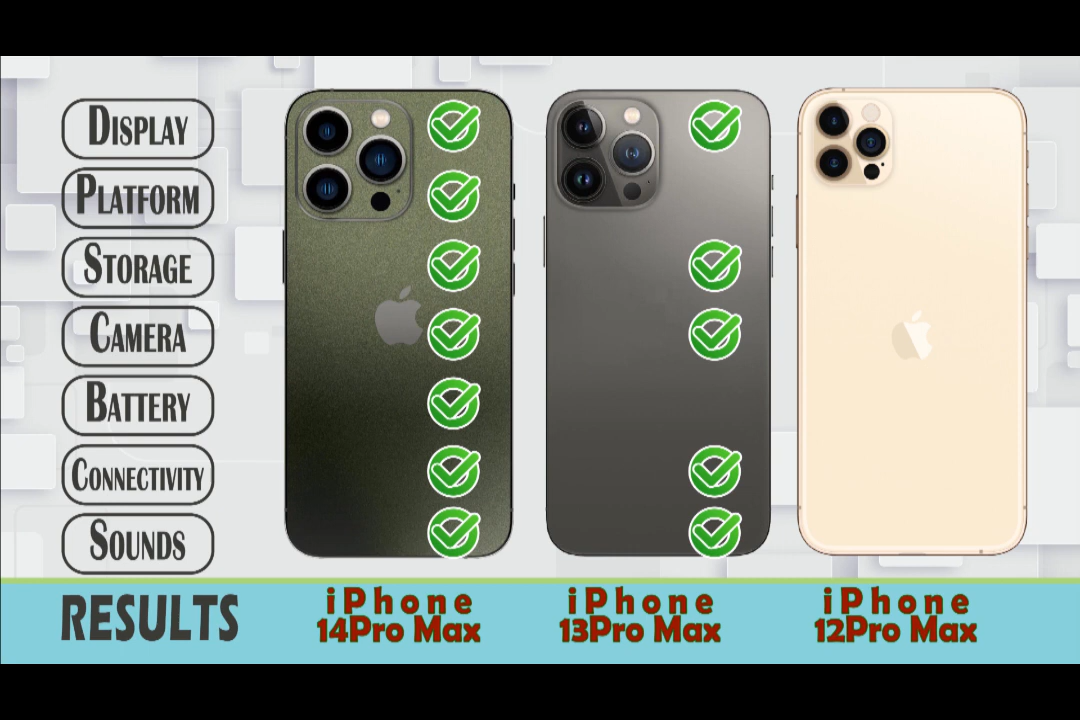 Display
Platform
Storage
Camera
Battery
Connectivity
Sounds
RESULTS
iPhone
14Pro Max
iPhone
13Pro Max
iPhone
12Pro Max